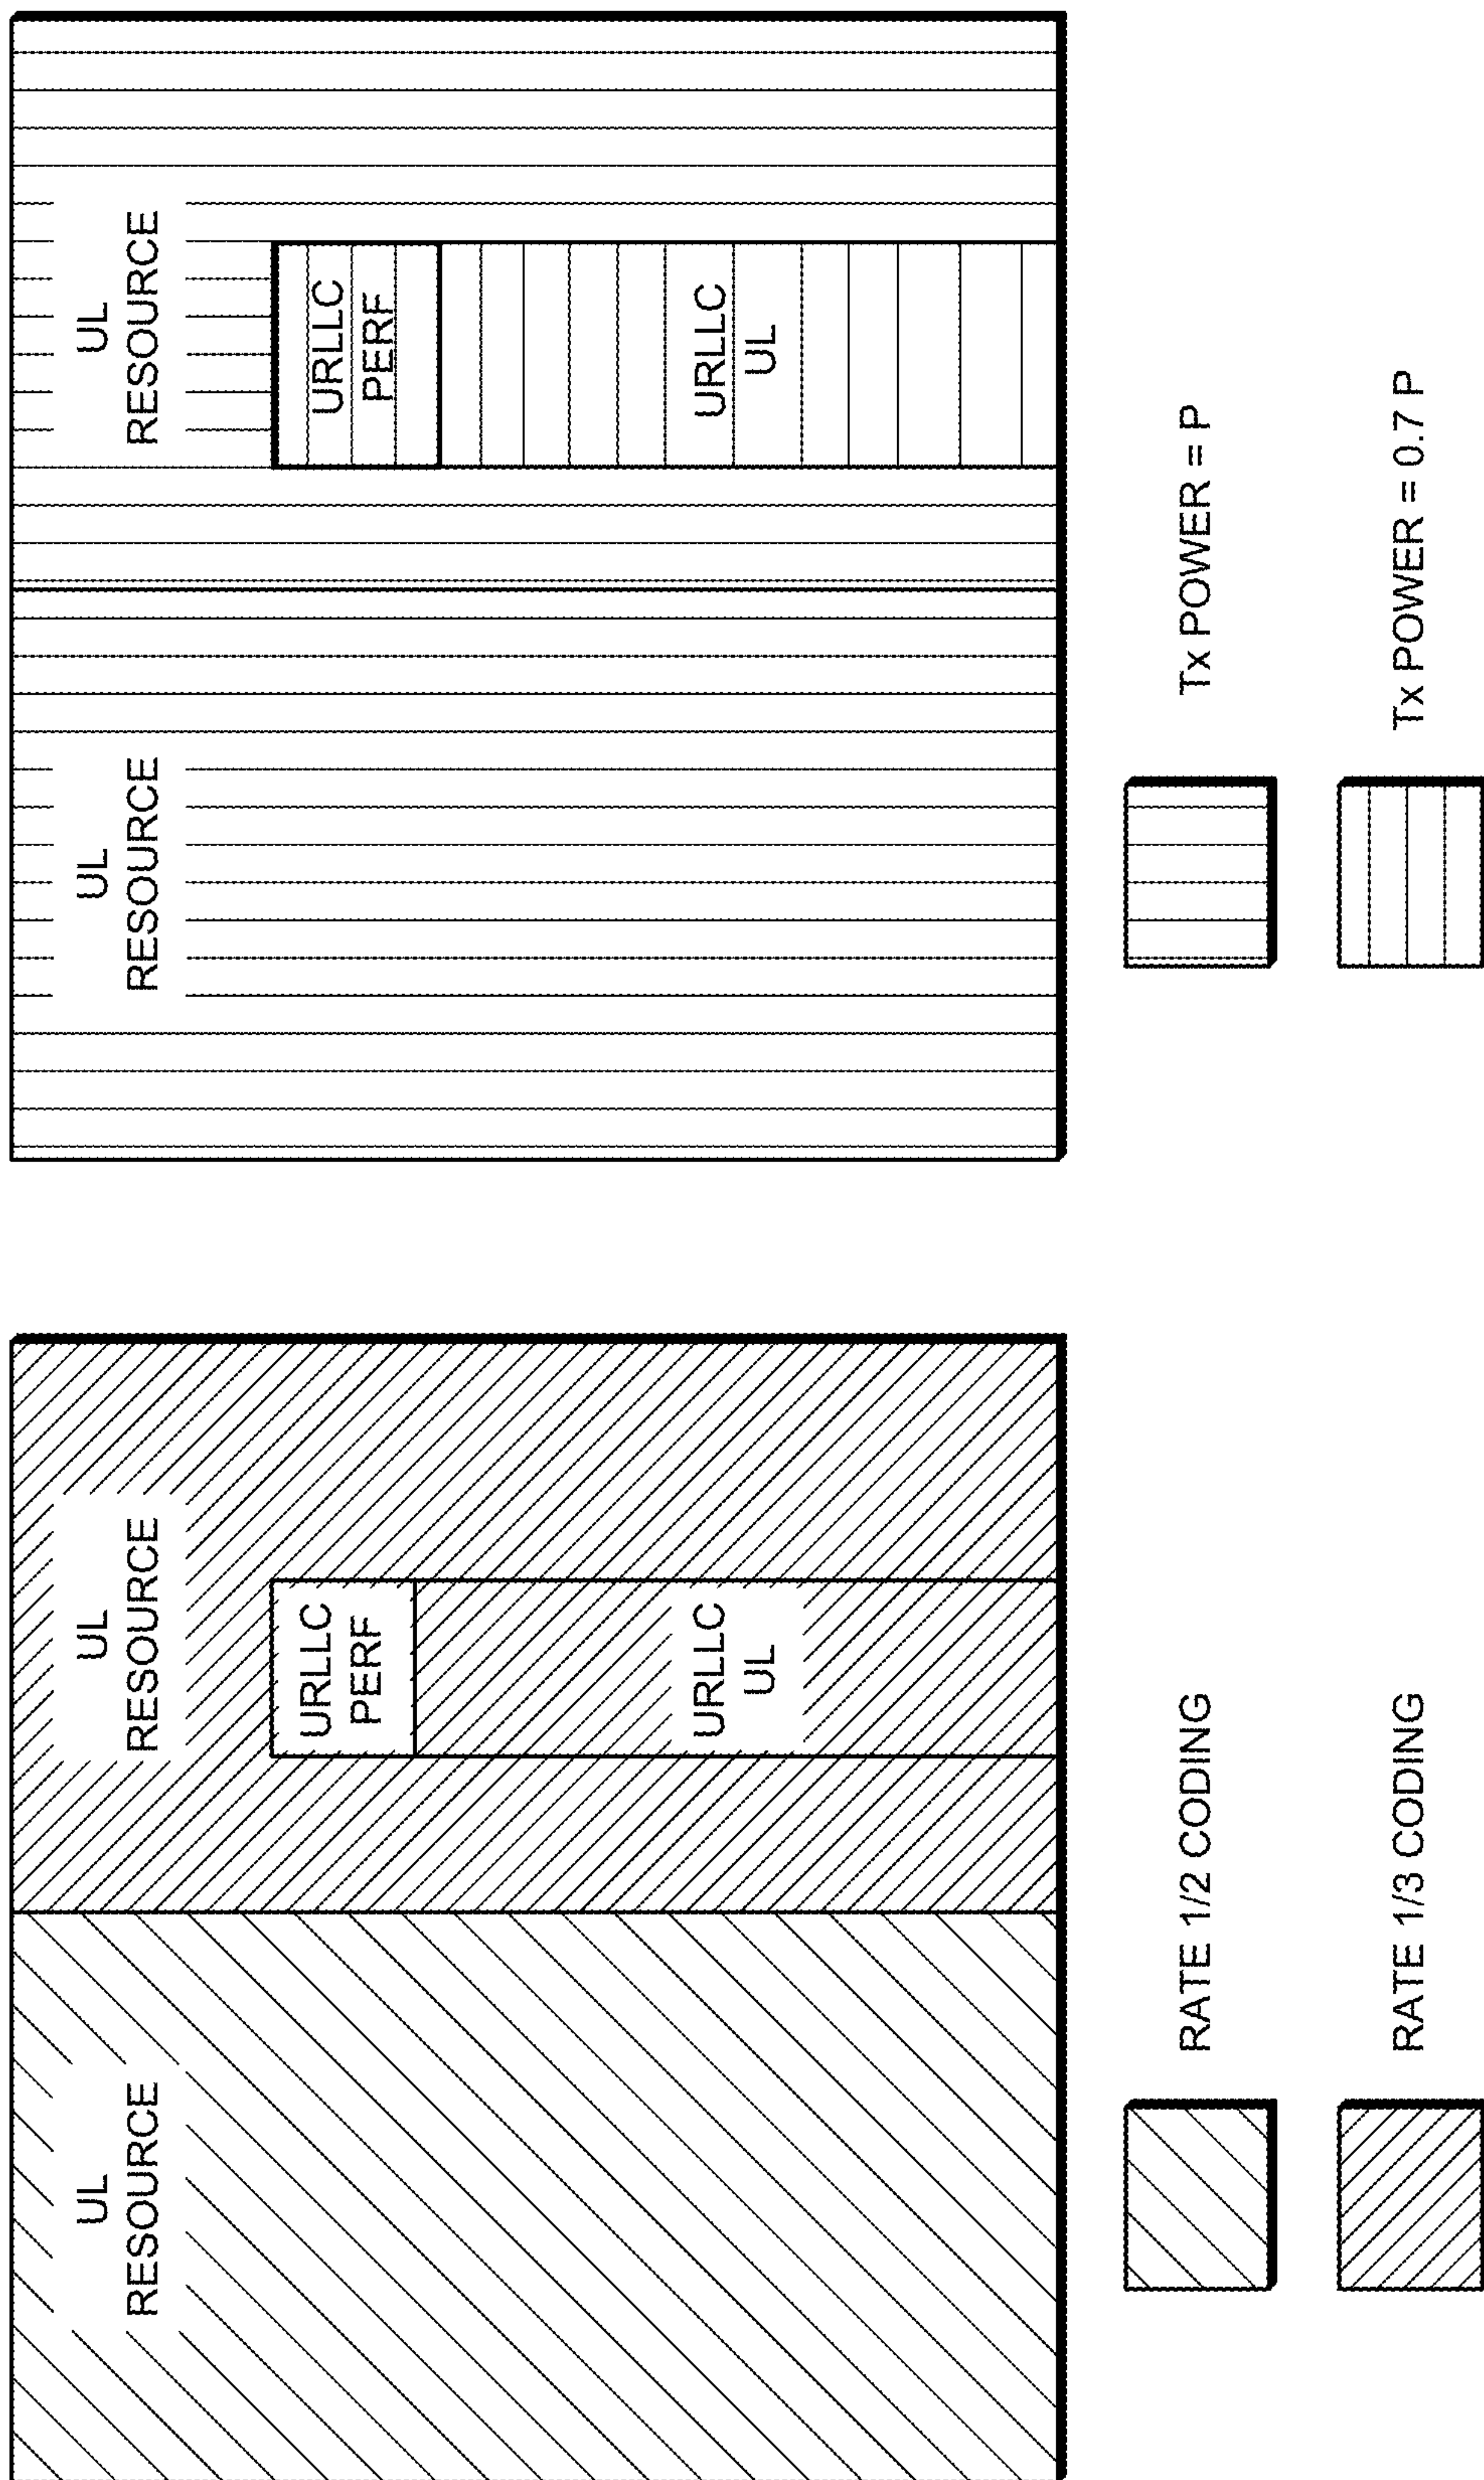 UL
RESOURCE
UL
RESOURCE
URLLC
PERF
URLLC
UL
RATE 1/2 CODING
RATE 1/3 CODING
UL
RESOURCE
UL
RESOURCE
URLLC
PERF
URLLC
UL
Tx POWER = P
Tx POWER = 0.7 P